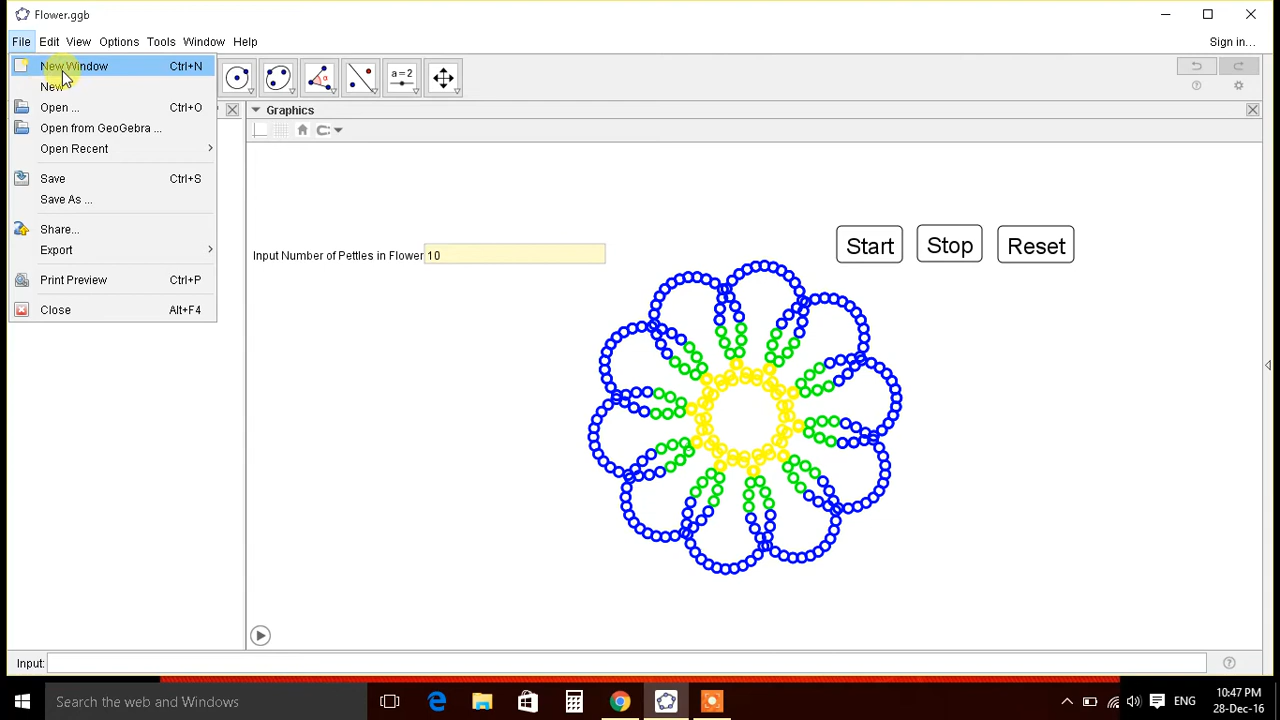 Flower.ggb
File Edit View Options Tools Window Help
Sign in...
New Window Ctrl+N
New
Open ... Ctrl+O
Open from GeoGebra ...
Open Recent
Save Ctrl+S
Save As ...
Share...
Export
Print Preview Ctrl+P
Close Alt+F4
a=2
Graphics
Input Number of Pettles in Flower 10
Start Stop Reset
Input:
Search the web and Windows
ENG
10:47 PM
28-Dec-16